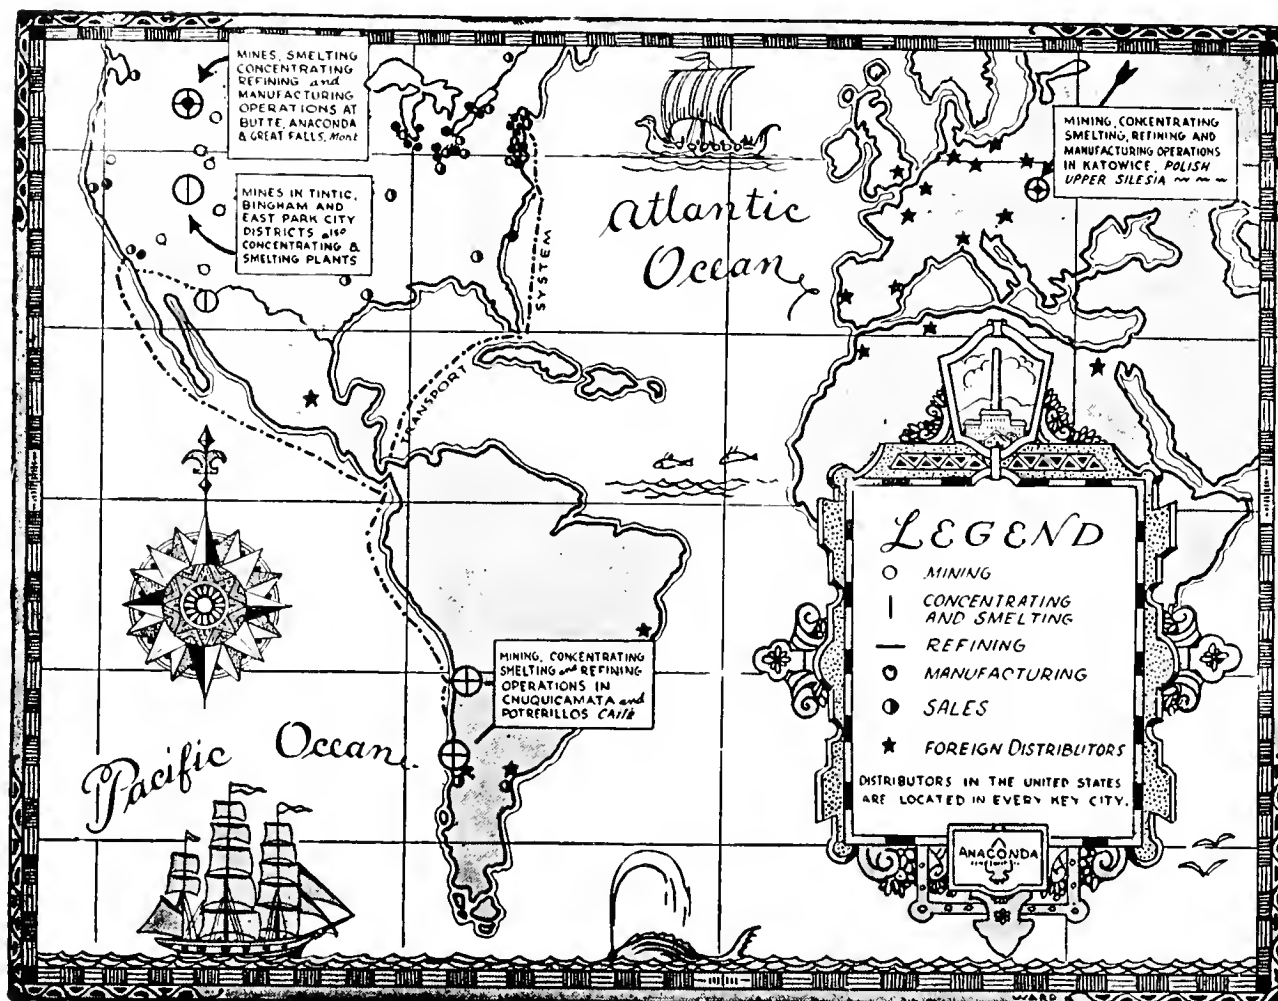 MINES, SMELTING
CONCENTRATING
REFINING and
MANUFACTURING
OPERATIONS AT
BUTTE, ANACONDA
& GREAT FALLS, Mont
MINES IN TINTIC,
BINGHAM AND
EAST PARK CITY
DISTRICTS also
CONCENTRATING &
SMELTING PLANTS
MINING, CONCENTRATING
SMELTING, REFINING AND
MANUFACTURING OPERATIONS
IN KATOWICE, POLISH
UPPER SILESIA
Atlantic
Ocean
TRANSPORT
SYSTEM
MINING, CONCENTRATING
SMELTING and REFINING
OPERATIONS IN
CHUQUICAMATA and
POTRERILLOS Chile
Pacific Ocean
LEGEND
MINING
CONCENTRATING
AND SMELTING
REFINING
MANUFACTURING
SALES
FOREIGN DISTRIBUTORS
DISTRIBUTORS IN THE UNITED STATES
ARE LOCATED IN EVERY KEY CITY.
ANACONDA
WARD